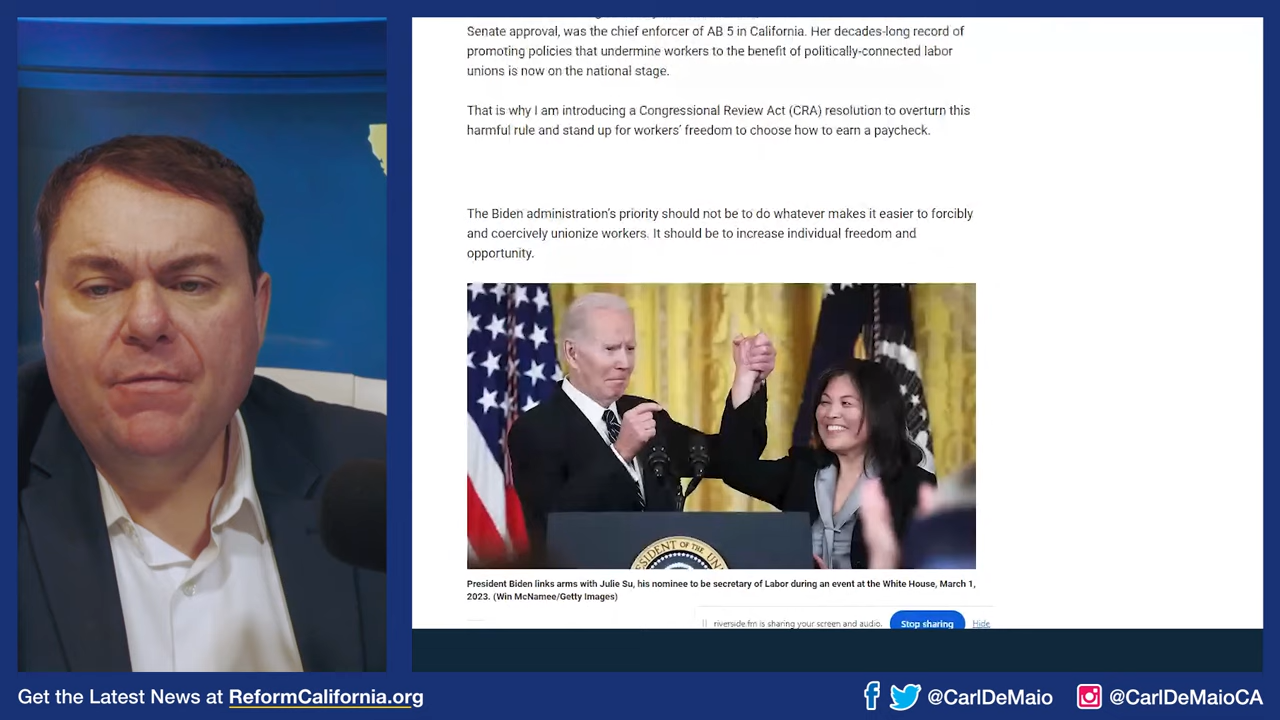 Senate approval, was the chief enforcer of AB 5 in California. Her decades-long record of
promoting policies that undermine workers to the benefit of politically-connected labor
unions is now on the national stage.
That is why I am introducing a Congressional Review Act (CRA) resolution to overturn this
harmful rule and stand up for workers' freedom to choose how to earn a paycheck.
The Biden administration's priority should not be to do whatever makes it easier to forcibly
and coercively unionize workers. It should be to increase individual freedom and
opportunity.
President Biden links arms with Julie Su, his nominee to be secretary of Labor during an event at the White House, March 1,
2023. (Win McNamee/Getty Images)
riverside.fm is sharing your screen and audio. Stop sharing Hide
Get the Latest News at ReformCalifornia.org @CarlDeMaio @CarlDeMaioCA